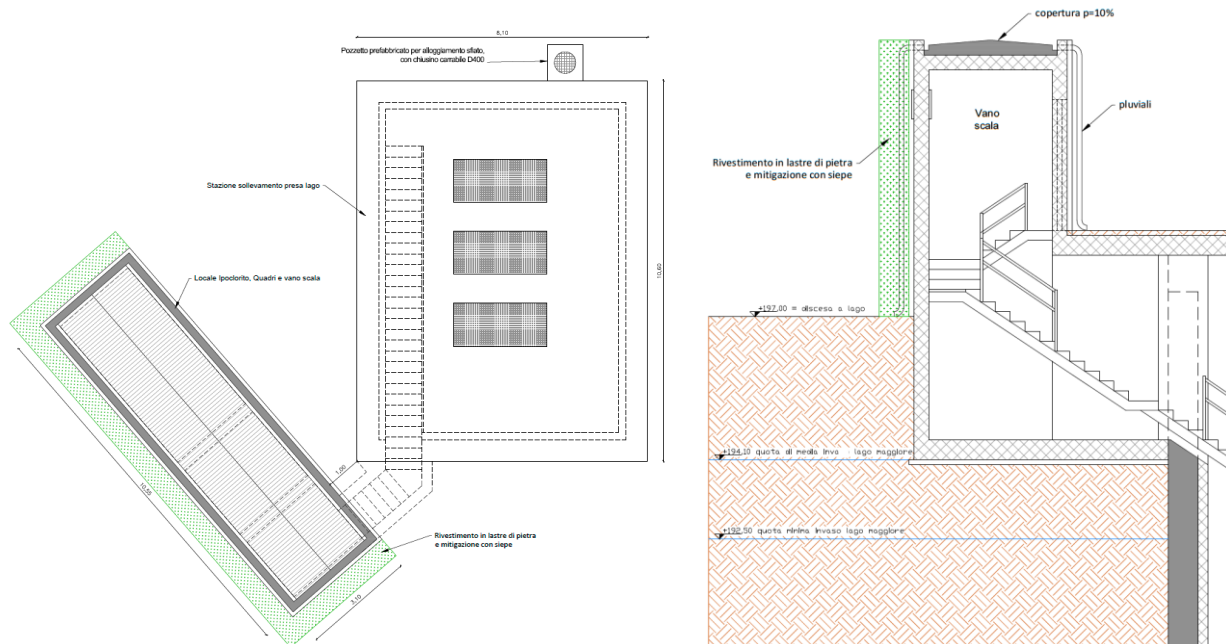 8,10
Pozzetto prefabbricato per alloggiamento sfiato,
con chiusino carrabile D400
10,60
Stazione sollevamento presa lago
Locale Ipoclorito, Quadri e vano scala
1,00
10,55
Rivestimento in lastre di pietra
e mitigazione con siepe
3,10
copertura p=10%
Vano
scala
pluviali
Rivestimento in lastre di pietra
e mitigazione con siepe
+197,00 = discesa a lago
+194,10 quota di media inva lago maggiore
+192,50 quota minima invaso lago maggiore